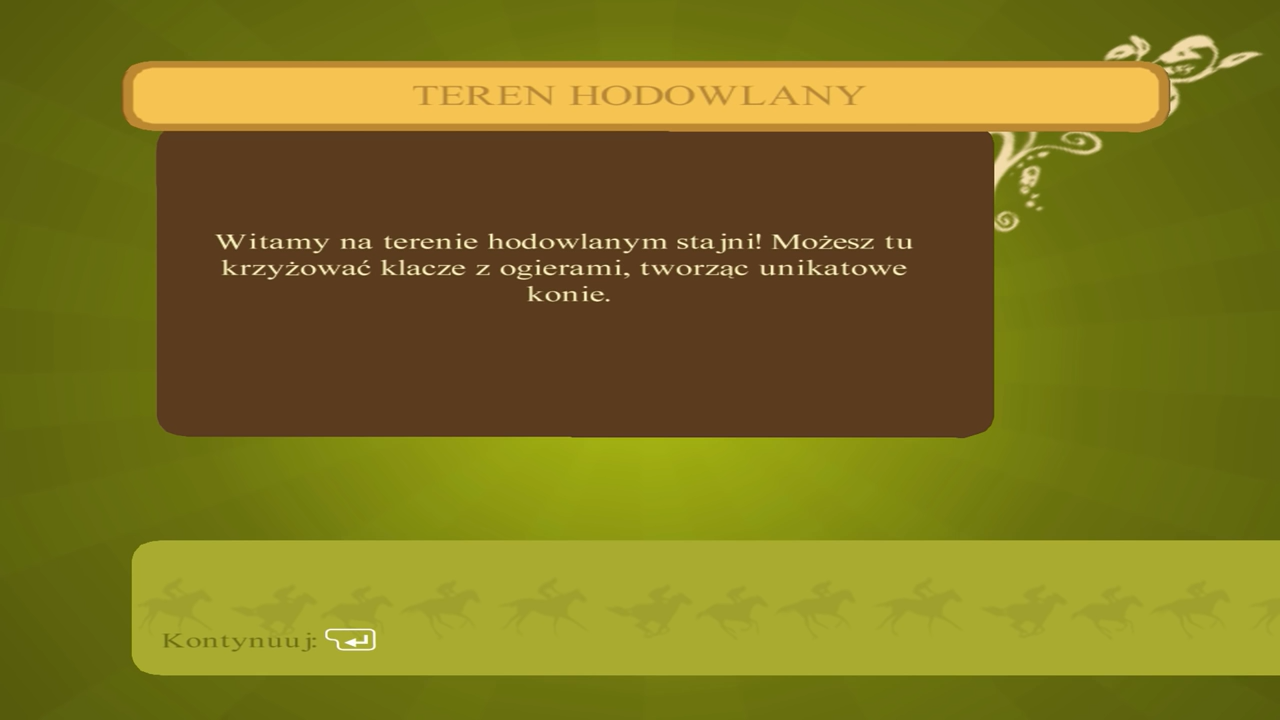 TEREN HODOWLANY
Witamy na terenie hodowlanym stajni! Możesz tu
krzyżować klacze z ogierami, tworząc unikatowe
konie.
Kontynuuj: